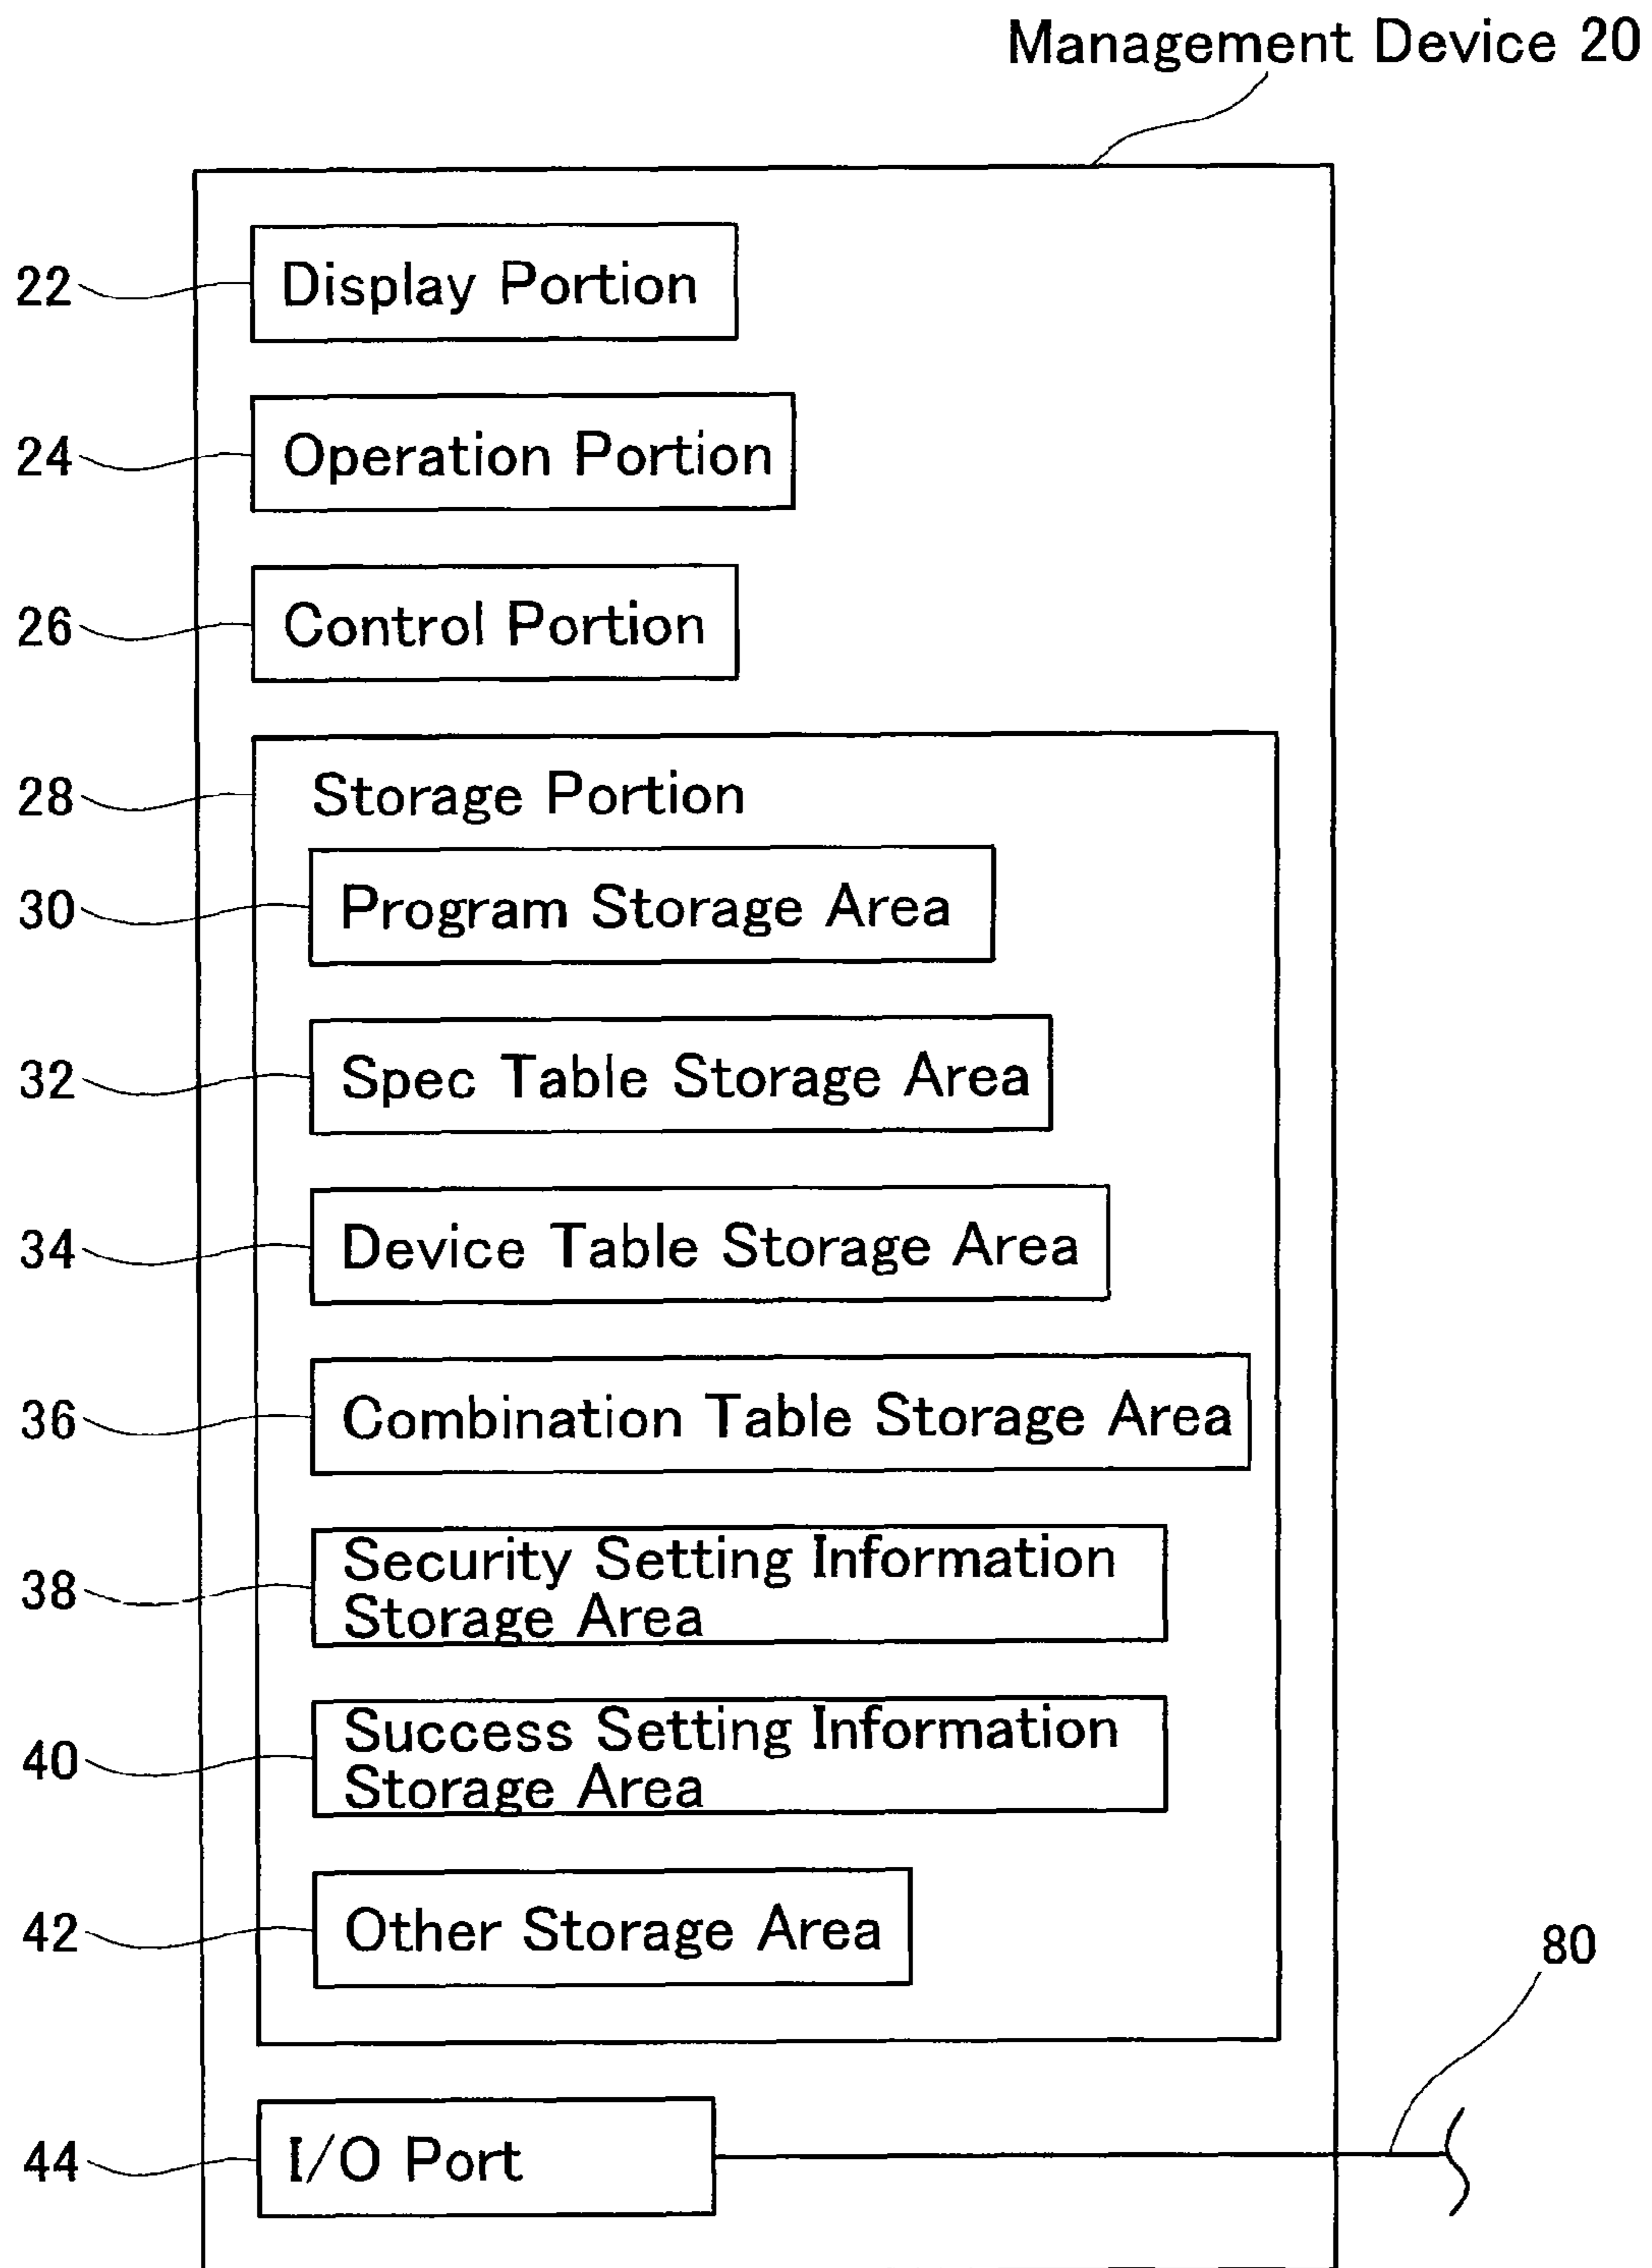 Management Device 20
22 Display Portion
24 Operation Portion
26 Control Portion
28 Storage Portion
30 Program Storage Area
32 Spec Table Storage Area
34 Device Table Storage Area
36 Combination Table Storage Area
38 Security Setting Information
Storage Area
40 Success Setting Information
Storage Area
42 Other Storage Area
80
44 I/O Port